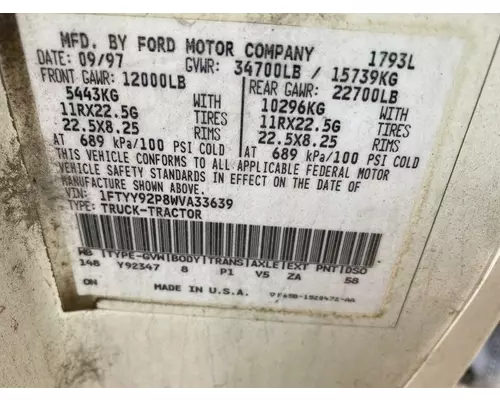 MFD. BY FORD MOTOR COMPANY 1793L
DATE: 09/97 GVWR: 34700LB / 15739KG
FRONT GAWR: 12000LB REAR GAWR: 22700LB
5443KG WITH 10296KG WITH
11RX22.5G TIRES 11RX22.5G TIRES
22.5X8.25 RIMS 22.5X8.25 RIMS
AT 689 kPa/100 PSI COLD AT 689 kPa/100 PSI COLD
THIS VEHICLE CONFORMS TO ALL APPLICABLE FEDERAL MOTOR
VEHICLE SAFETY STANDARDS IN EFFECT ON THE DATE OF
MANUFACTURE SHOWN ABOVE.
VIN: 1FTYY92P8WVA33639
TYPE: TRUCK-TRACTOR
WB |TYPE-GVW|BODY|TRANS|AXLE|EXT PNT|DSO
148 Y92347 8 P1 V5 ZA 58
ON MADE IN U.S.A.